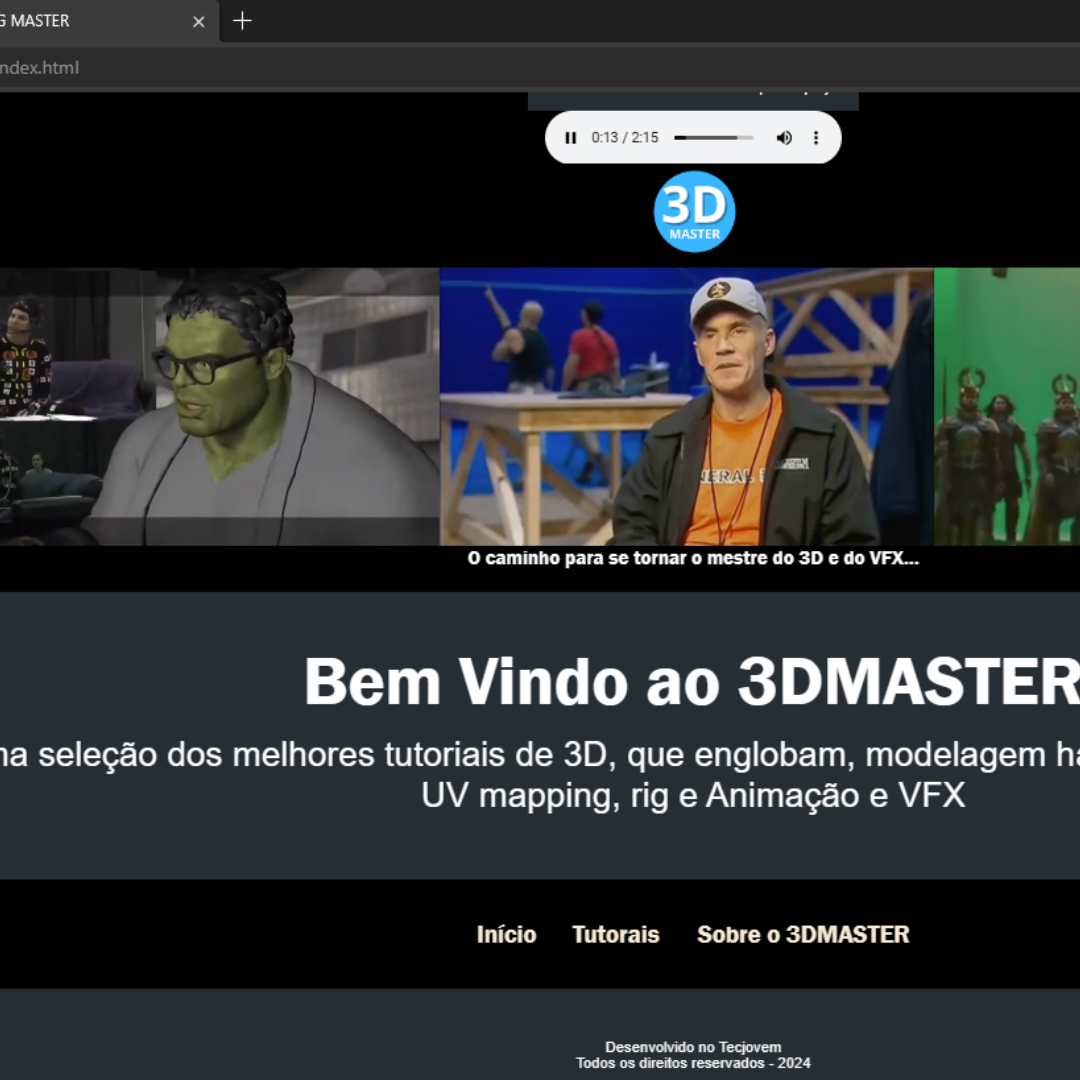 G MASTER
ndex.html
0:13 / 2:15
3D
MASTER
O caminho para se tornar o mestre do 3D e do VFX...
Bem Vindo ao 3DMASTER
na seleção dos melhores tutoriais de 3D, que englobam, modelagem ha
UV mapping, rig e Animação e VFX
Início Tutorais Sobre o 3DMASTER
Desenvolvido no Tecjovem
Todos os direitos reservados - 2024